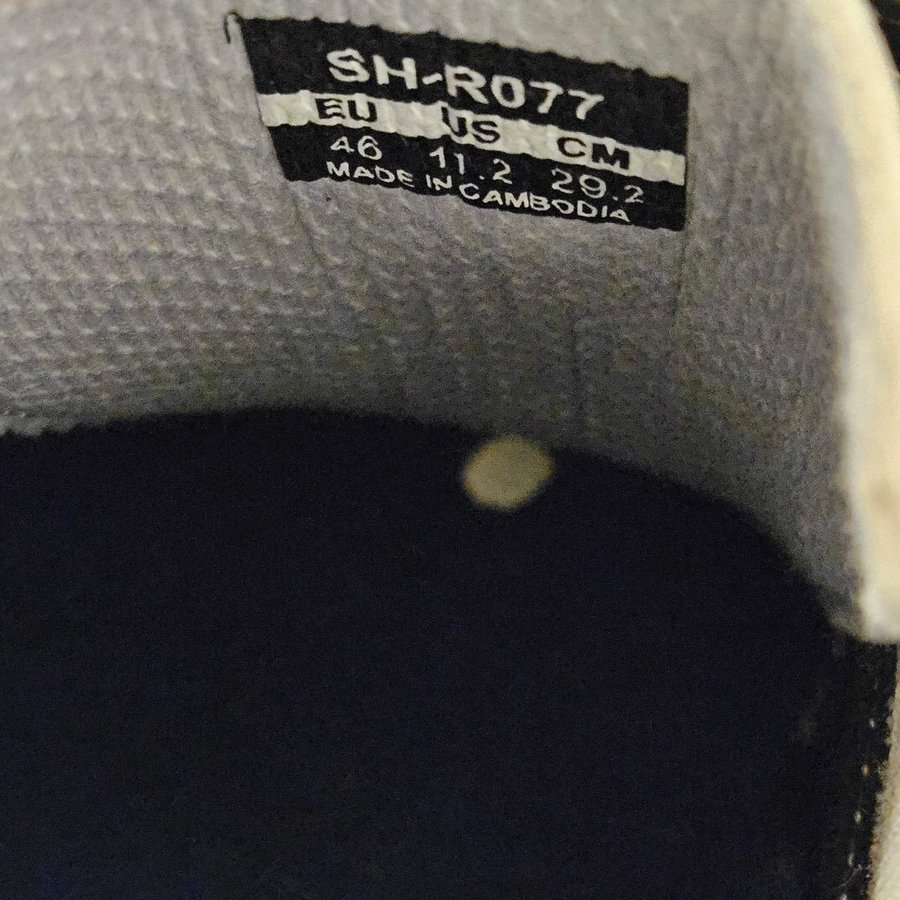 SH-R077
EU US CM
46 11.2 29.2
MADE IN CAMBODIA